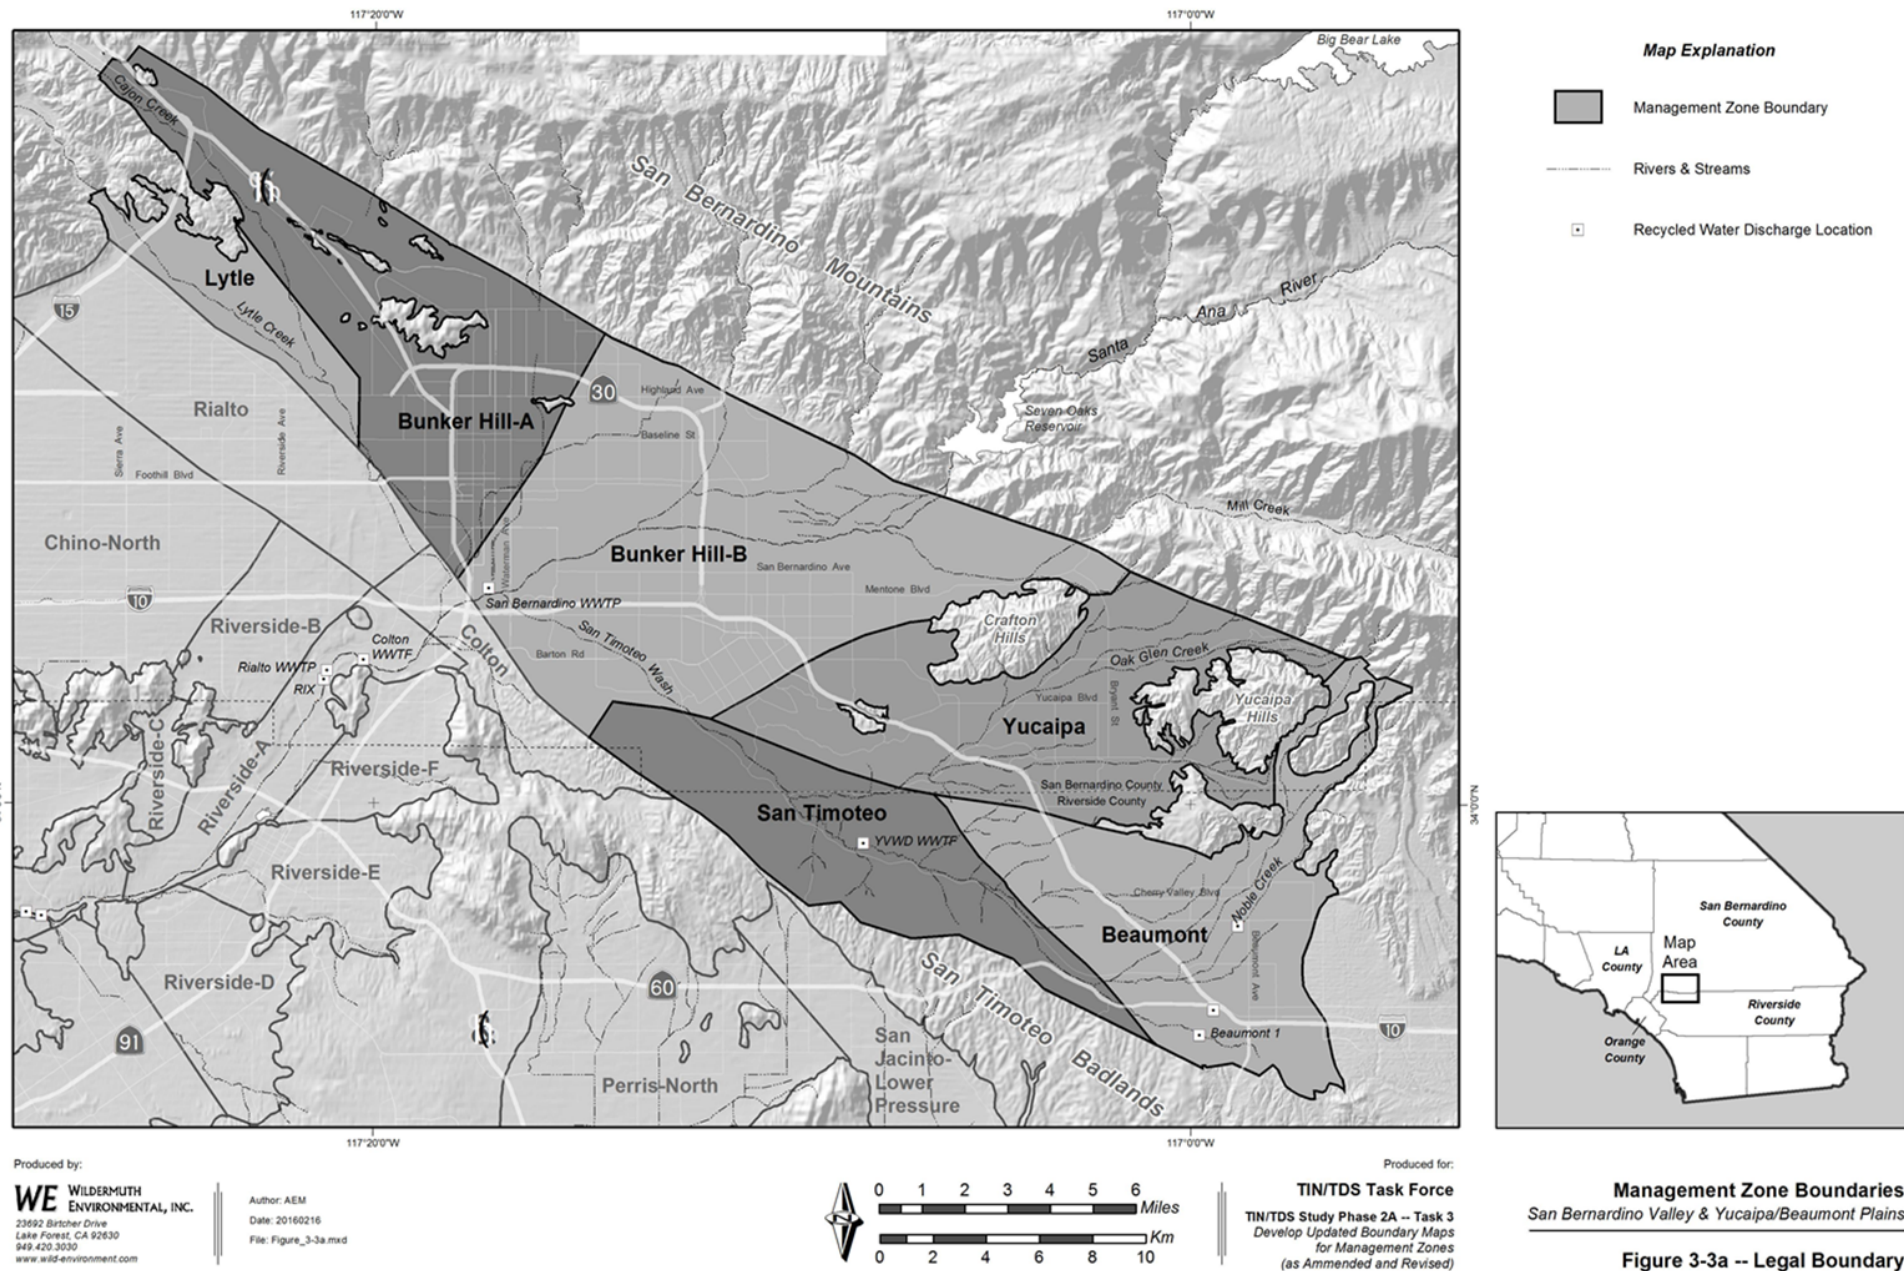 117°20'0"W
117°0'0"W
Big Bear Lake
Cajon Creek
San Bernardino Mountains
Lytle
Lytle Creek
15
Santa Ana River
Seven Oaks
Reservoir
Rialto
Sierra Ave
Riverside Ave
Foothill Blvd
Bunker Hill-A
30
Highland Ave
Baseline St
Mill Creek
Chino-North
Waterman Ave
Bunker Hill-B
San Bernardino Ave
Mentone Blvd
10
San Bernardino WWTP
Riverside-B
Colton
WWTF
Colton
Rialto WWTP
RIX
San Timoteo Wash
Barton Rd
Crafton
Hills
Oak Glen Creek
Yucaipa Blvd
Bryant St
Yucaipa
Hills
Yucaipa
Riverside-C
Riverside-A
Riverside-F
San Bernardino County
Riverside County
34°0'0"N
San Timoteo
YVWD WWTF
Riverside-E
Cherry Valley Blvd
Noble Creek
Beaumont
Beaumont Ave
Riverside-D
60
San Timoteo Badlands
91
Beaumont 1
10
San
Jacinto-
Lower
Pressure
Perris-North
117°20'0"W
117°0'0"W
Map Explanation
Management Zone Boundary
Rivers & Streams
Recycled Water Discharge Location
San Bernardino
County
LA
County
Map
Area
Riverside
County
Orange
County
Produced by:
WE WILDERMUTH
ENVIRONMENTAL, INC.
23692 Birtcher Drive
Lake Forest, CA 92630
949.420.3030
www.wild-environment.com
Author: AEM
Date: 20160216
File: Figure_3-3a.mxd
N
0 1 2 3 4 5 6
Miles
Km
0 2 4 6 8 10
Produced for:
TIN/TDS Task Force
TIN/TDS Study Phase 2A -- Task 3
Develop Updated Boundary Maps
for Management Zones
(as Ammended and Revised)
Management Zone Boundaries
San Bernardino Valley & Yucaipa/Beaumont Plains
Figure 3-3a -- Legal Boundary